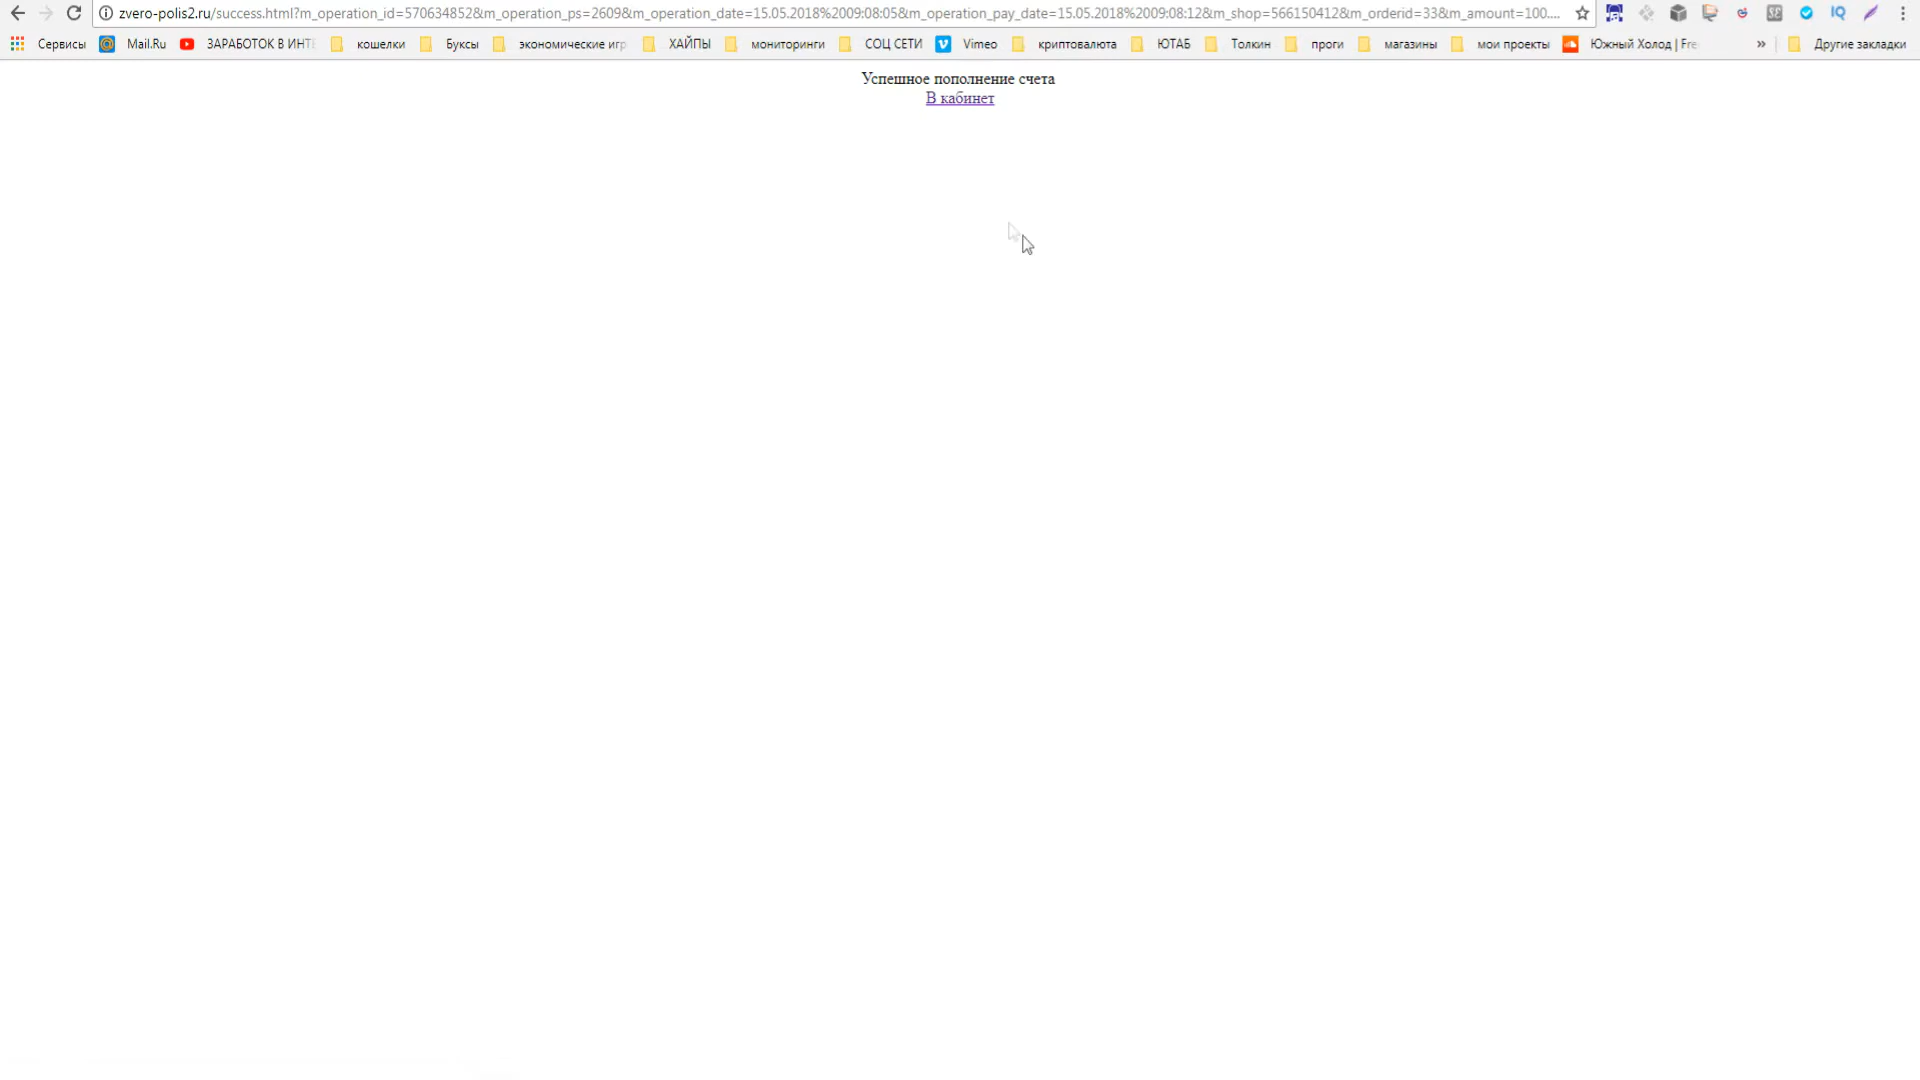 zvero-polis2.ru/success.html?m_operation_id=570634852&m_operation_ps=2609&m_operation_date=15.05.2018%2009:08:05&m_operation_pay_date=15.05.2018%2009:08:12&m_shop=566150412&m_orderid=33&m_amount=100....
Сервисы Mail.Ru ЗАРАБОТОК В ИНТЕ кошелки Буксы экономические игр ХАЙПЫ мониторинги СОЦ СЕТИ Vimeo криптовалюта ЮТАБ Толкин проги магазины мои проекты Южный Холод | Fre » Другие закладки
Успешное пополнение счета
В кабинет